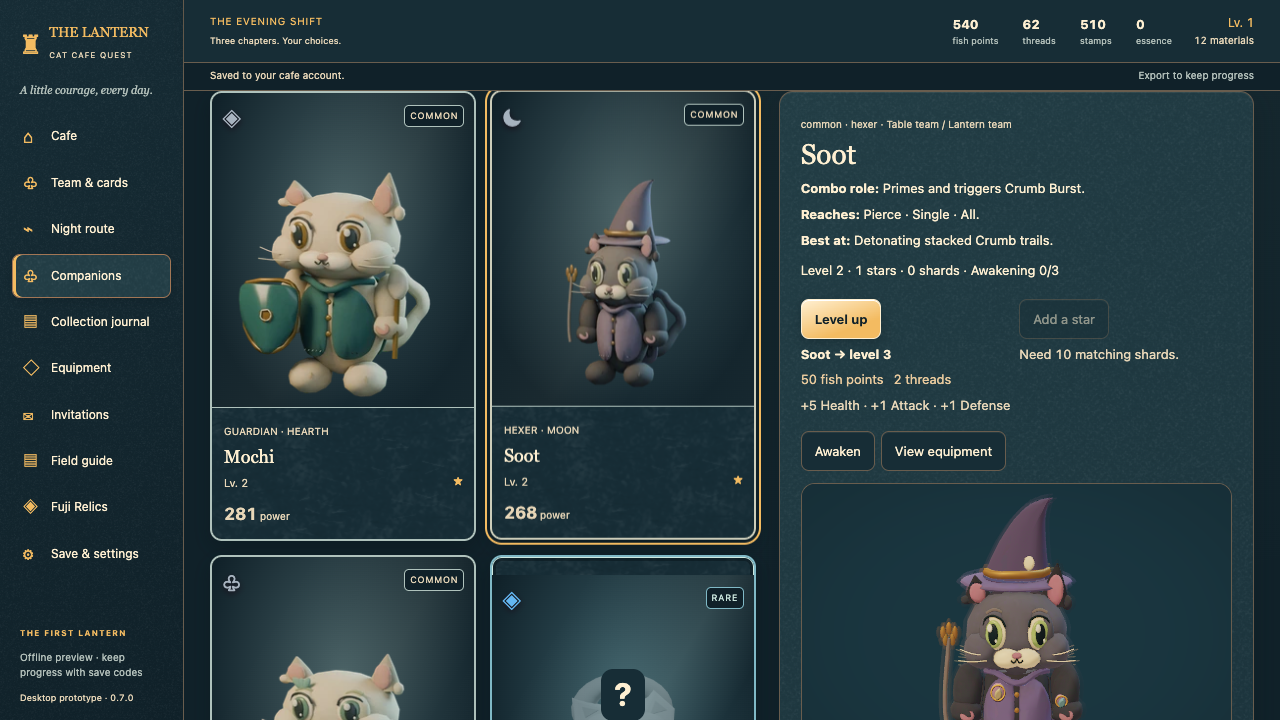 THE LANTERN
CAT CAFE QUEST
A little courage, every day.
Cafe
Team & cards
Night route
Companions
Collection journal
Equipment
Invitations
Field guide
Fuji Relics
Save & settings
THE FIRST LANTERN
Offline preview · keep
progress with save codes
Desktop prototype · 0.7.0
THE EVENING SHIFT
Three chapters. Your choices.
540
fish points
62
threads
510
stamps
0
essence
Lv. 1
12 materials
Saved to your cafe account.
Export to keep progress
COMMON
GUARDIAN · HEARTH
Mochi
Lv. 2
281 power
COMMON
HEXER · MOON
Soot
Lv. 2
268 power
COMMON
RARE
?
common · hexer · Table team / Lantern team
Soot
Combo role: Primes and triggers Crumb Burst.
Reaches: Pierce · Single · All.
Best at: Detonating stacked Crumb trails.
Level 2 · 1 stars · 0 shards · Awakening 0/3
Level up
Add a star
Soot → level 3
Need 10 matching shards.
50 fish points 2 threads
+5 Health · +1 Attack · +1 Defense
Awaken
View equipment